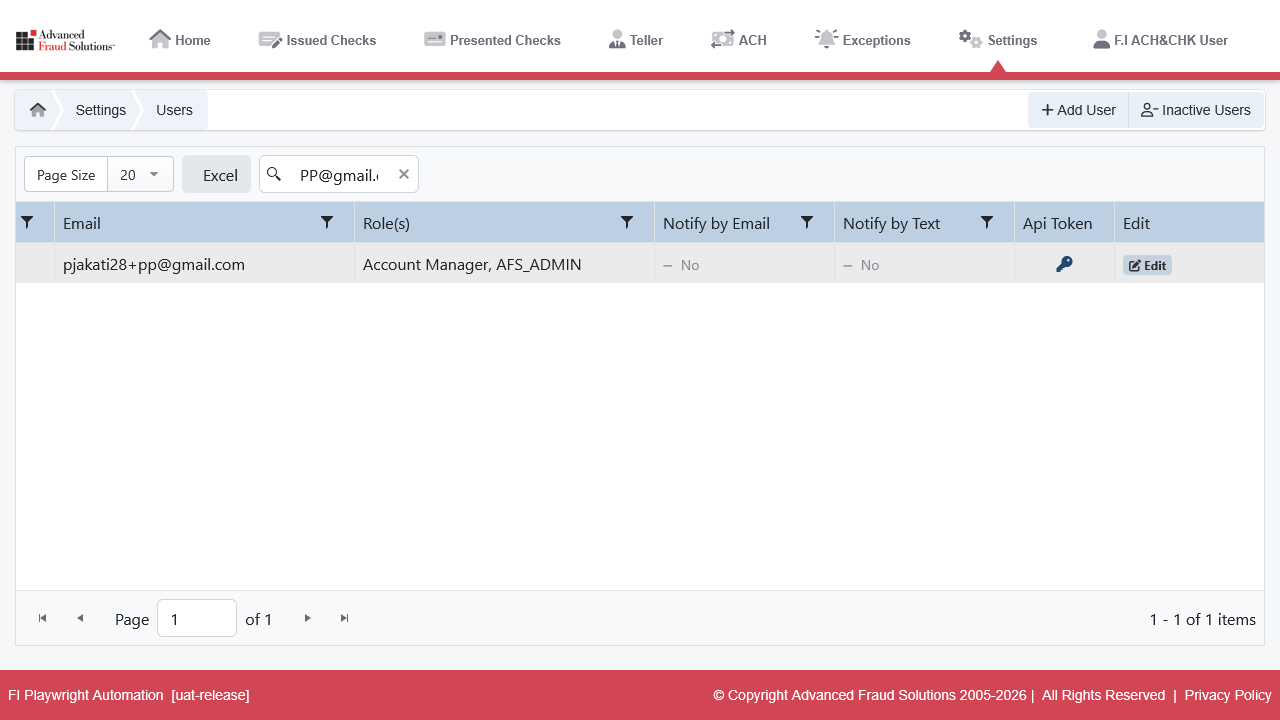 Advanced
Fraud Solutions
Home
Issued Checks
Presented Checks
Teller
ACH
Exceptions
Settings
F.I ACH&CHK User
Settings
Users
Add User
Inactive Users
Page Size
20
Excel
PP@gmail.
Email
Role(s)
Notify by Email
Notify by Text
Api Token
Edit
pjakati28+pp@gmail.com
Account Manager, AFS_ADMIN
No
No
Edit
Page
1
of 1
1 - 1 of 1 items
FI Playwright Automation [uat-release]
© Copyright Advanced Fraud Solutions 2005-2026 | All Rights Reserved | Privacy Policy